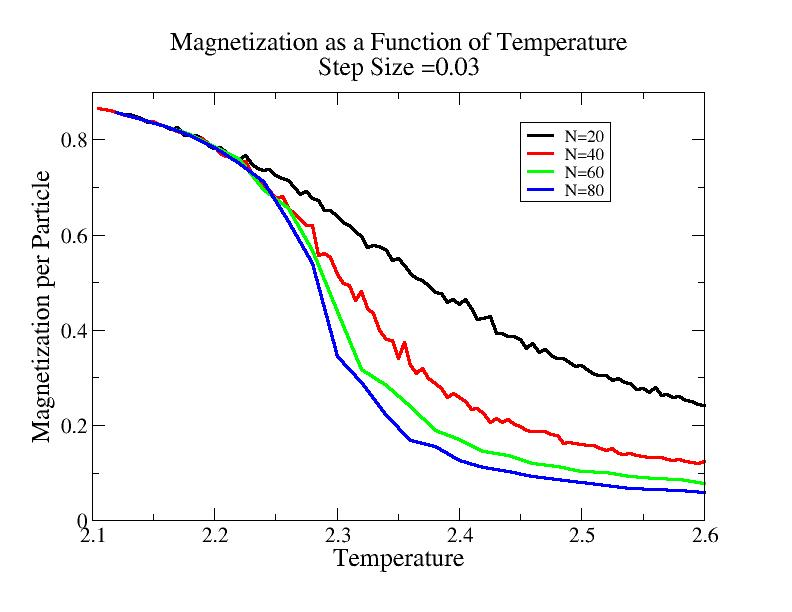 Magnetization as a Function of Temperature
Step Size =0.03
N=20
N=40
N=60
N=80
Magnetization per Particle
0.8
0.6
0.4
0.2
0
2.1 2.2 2.3 2.4 2.5 2.6
Temperature